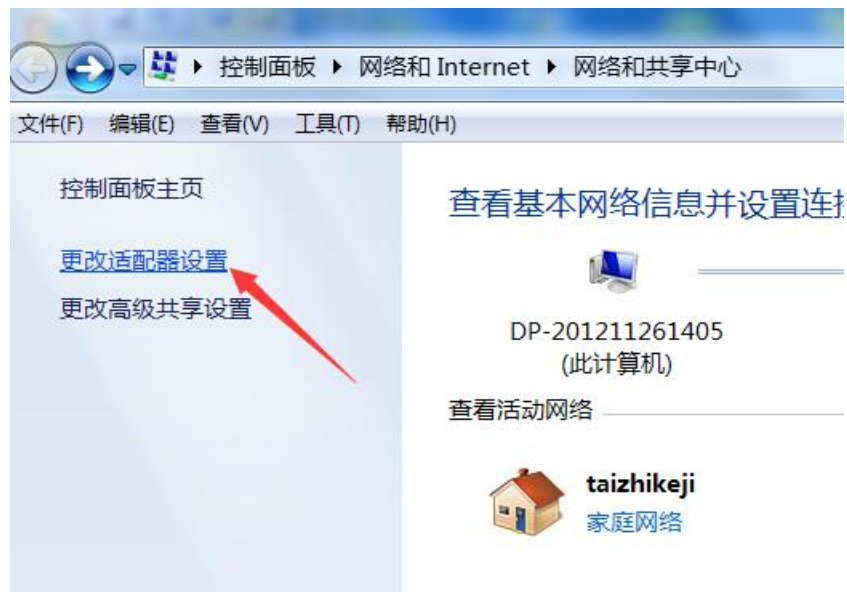 控制面板 网络和 Internet 网络和共享中心
文件(F) 编辑(E) 查看(V) 工具(T) 帮助(H)
控制面板主页
更改适配器设置
更改高级共享设置
查看基本网络信息并设置连接
DP-201211261405
(此计算机)
查看活动网络
taizhikeji
家庭网络